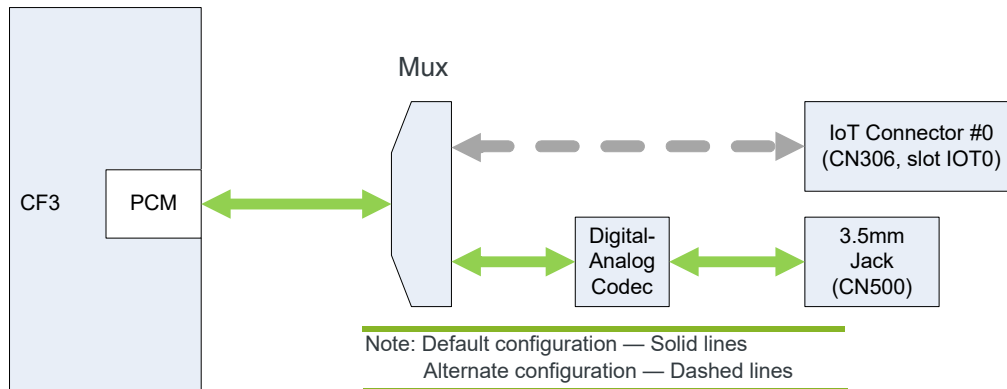 Mux
IoT Connector #0
(CN306, slot IOT0)
CF3
PCM
Digital-
Analog
Codec
3.5mm
Jack
(CN500)
Note: Default configuration — Solid lines
Alternate configuration — Dashed lines